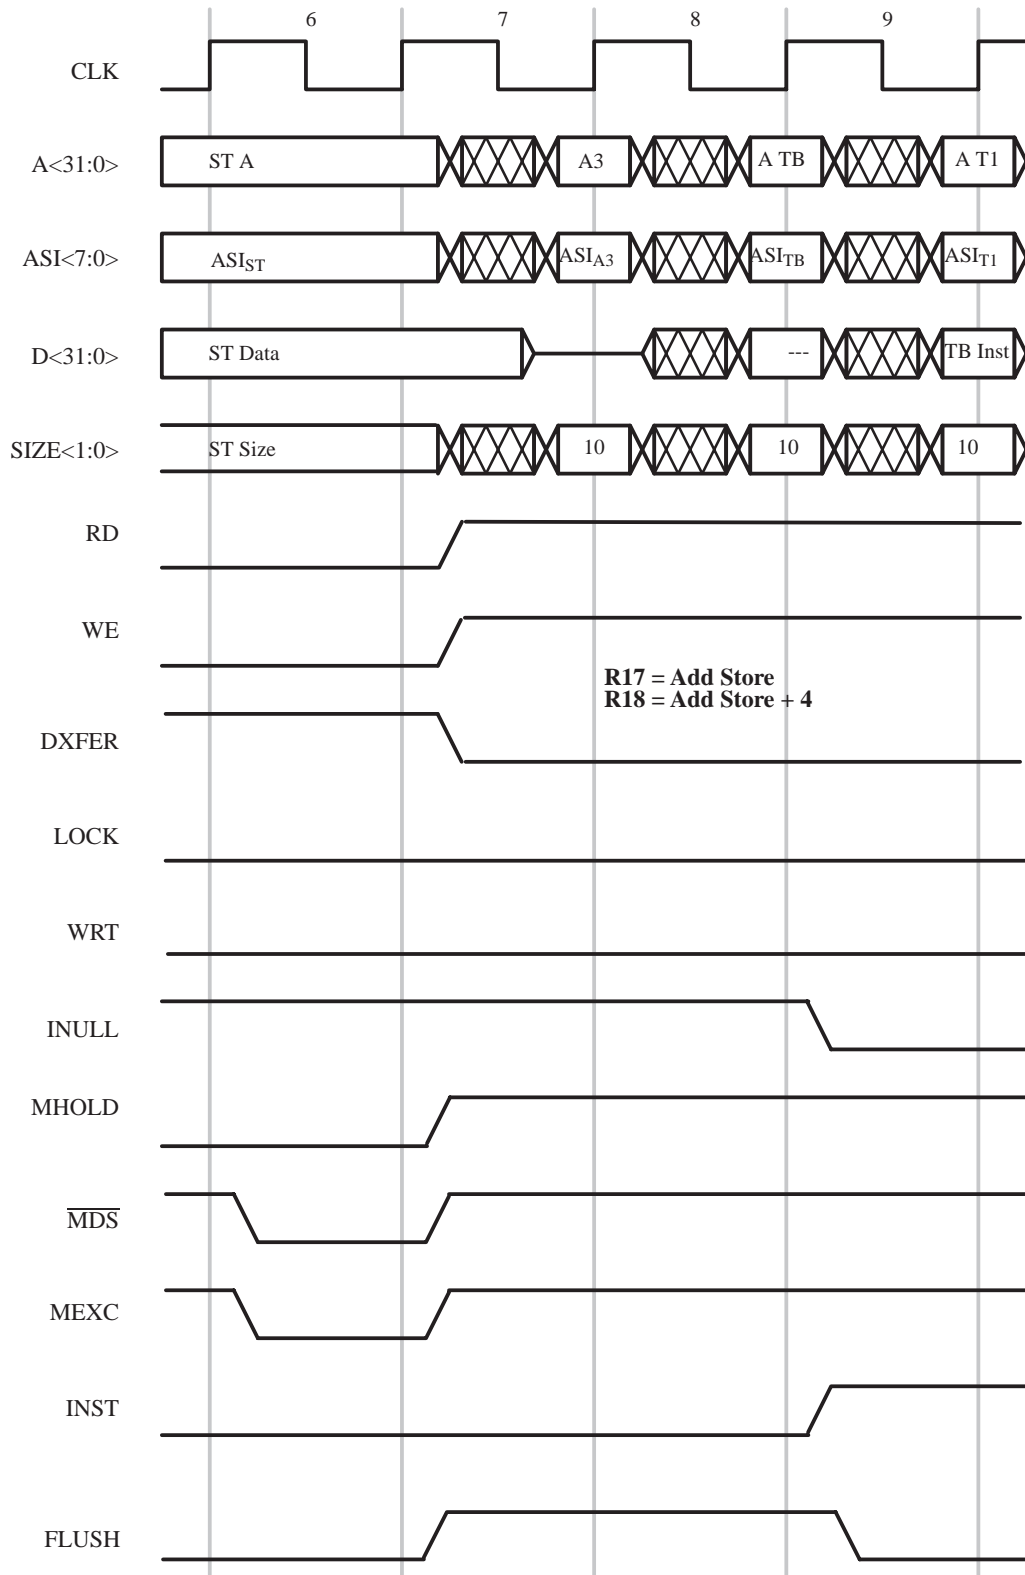 6 7 8 9
CLK
A<31:0> ST A A3 A TB A T1
ASI<7:0> ASIST ASIA3 ASITB ASIT1
D<31:0> ST Data --- TB Inst
SIZE<1:0> ST Size 10 10 10
RD
WE
R17 = Add Store
R18 = Add Store + 4
DXFER
LOCK
WRT
INULL
MHOLD
MDS
MEXC
INST
FLUSH